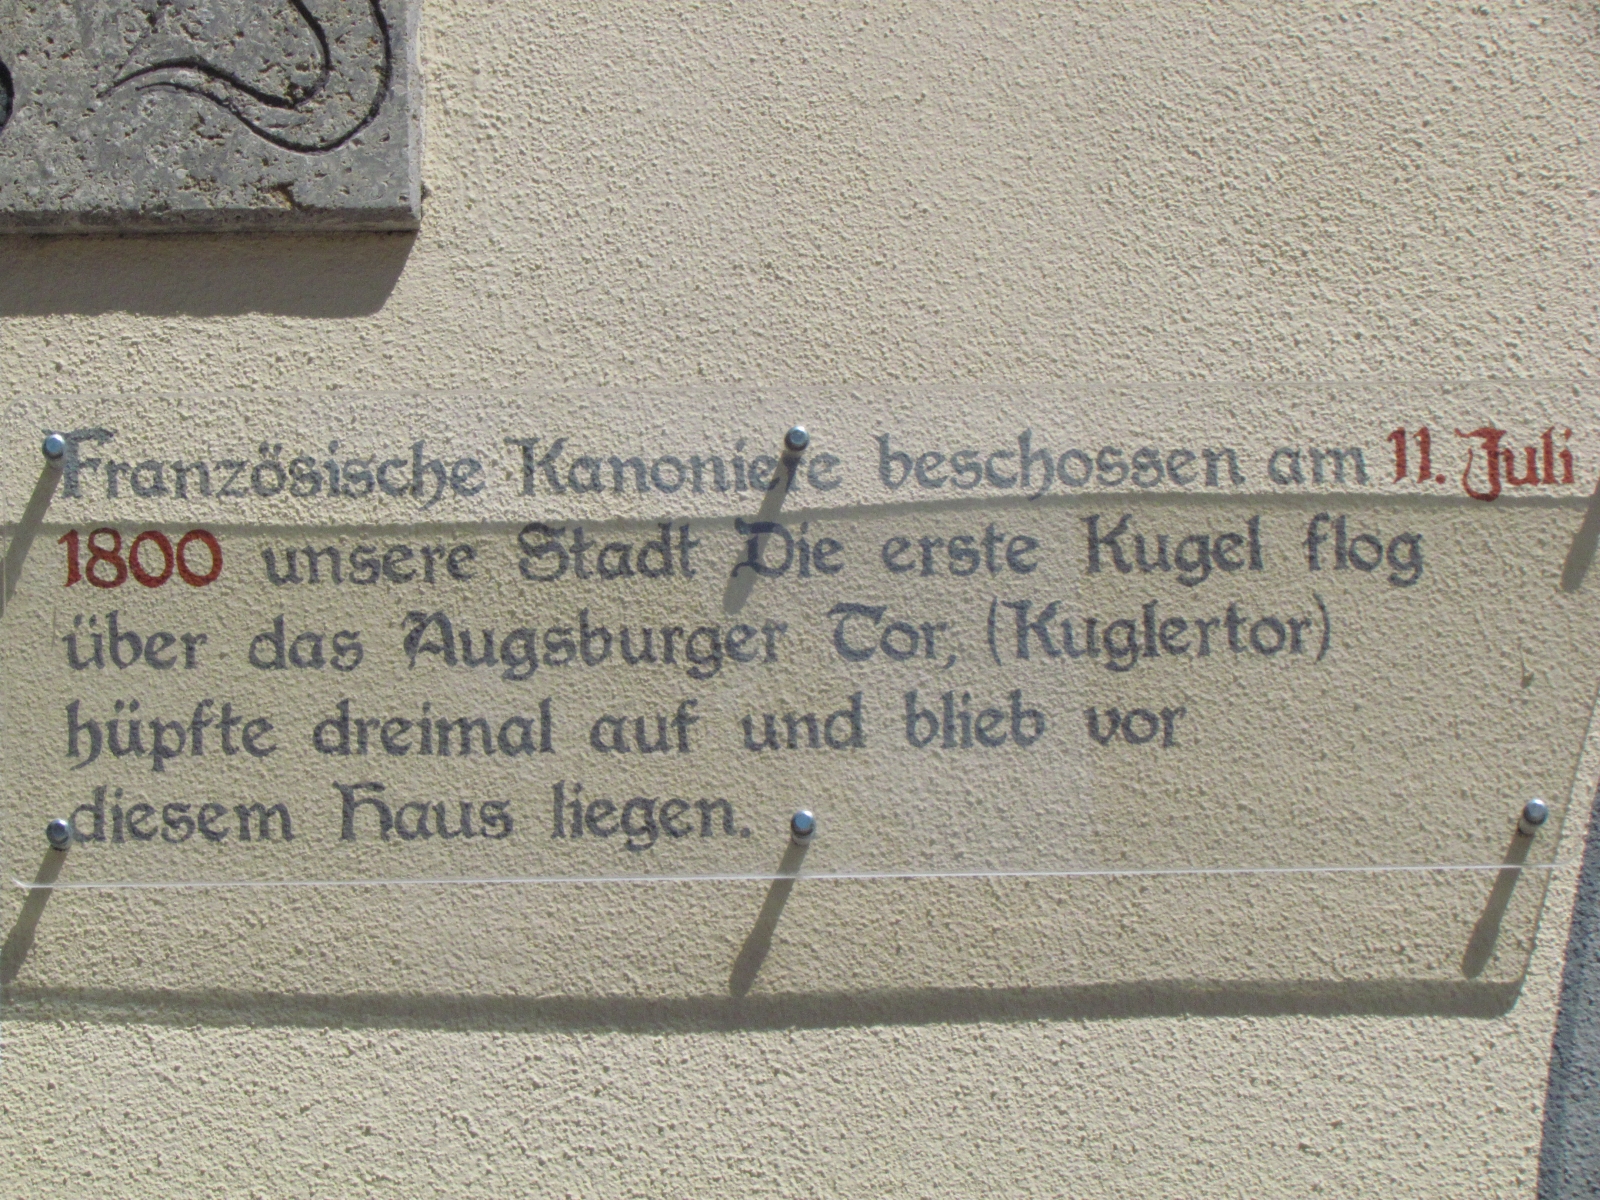 Französische Kanoniere beschossen am 11. Juli
1800 unsere Stadt Die erste Kugel flog
über das Augsburger Tor, (Kuglertor)
hüpfte dreimal auf und blieb vor
diesem Haus liegen.